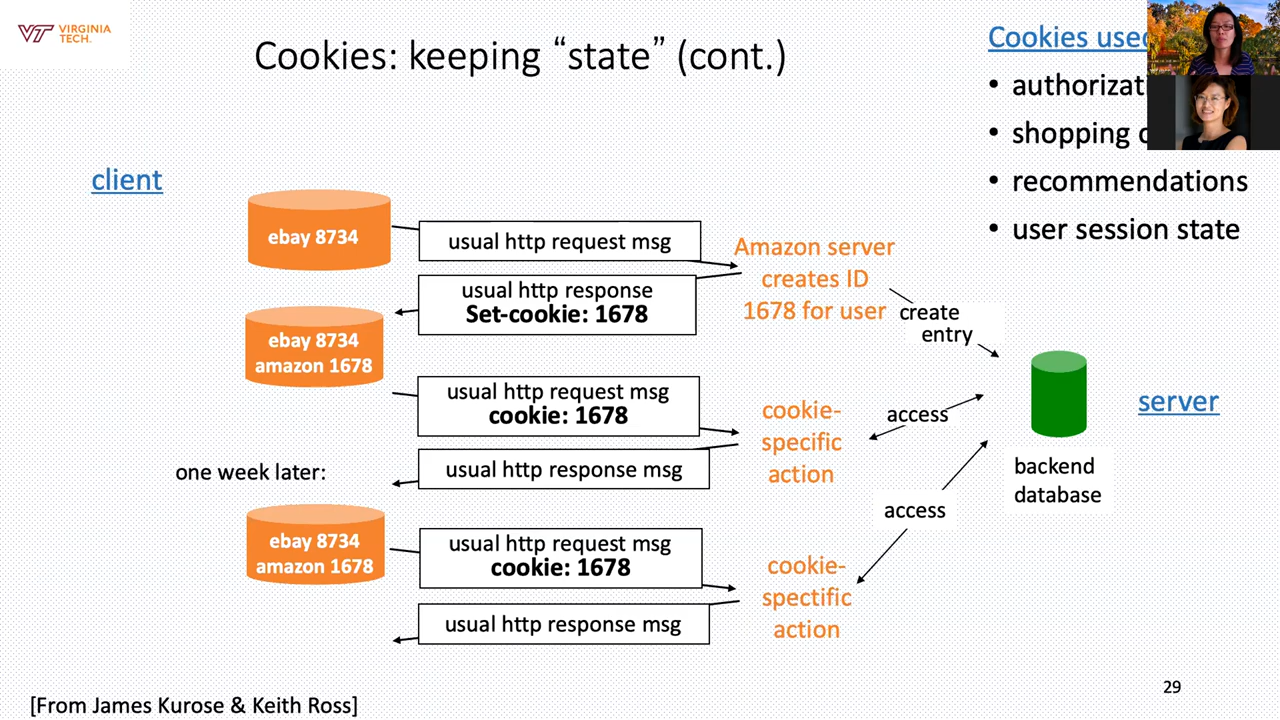 VT VIRGINIA
TECH.
Cookies: keeping “state” (cont.)
Cookies
• 
• shopping
• recommendations
• user session state
client
ebay 8734
usual http request msg
Amazon server
creates ID
1678 for user
usual http response
Set-cookie: 1678
create
entry
ebay 8734
amazon 1678
usual http request msg
cookie: 1678
cookie-
specific
action
access
server
one week later:
usual http response msg
backend
database
access
ebay 8734
amazon 1678
usual http request msg
cookie: 1678
cookie-
spectific
action
usual http response msg
29
[From James Kurose & Keith Ross]